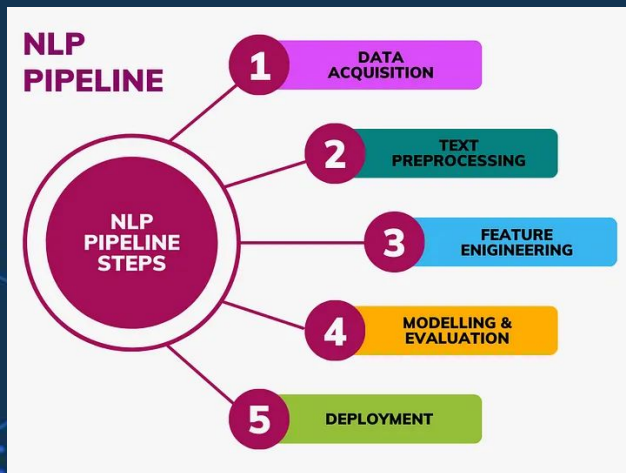 NLP
PIPELINE
1
DATA
ACQUISITION
2
TEXT
PREPROCESSING
NLP
PIPELINE
STEPS
3
FEATURE
ENIGINEERING
4
MODELLING &
EVALUATION
5
DEPLOYMENT